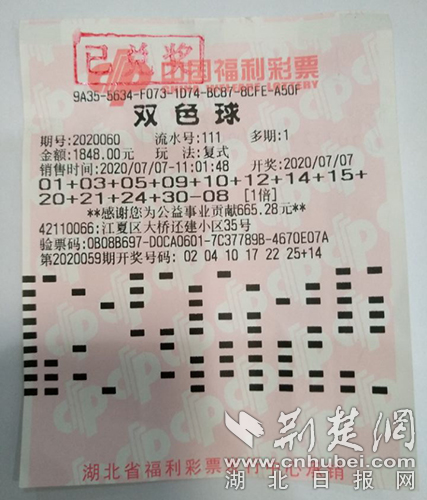 已兑奖
中国福利彩票
9A35-5634-F073-1D74-BC87-8CFE-A50F
双色球
期号:2020060 流水号:111 多期:1
金额:1848.00元 玩 法:复式
销售时间:2020/07/07-11:01:48 开奖:2020/07/07
01+03+05+09+10+12+14+15+
20+21+24+30-08 [1倍]
**感谢您为公益事业贡献665.28元**
42110066:江夏区大桥还建小区35号
验票码:0B08B697-D0CA0601-7C37789B-4670E07A
第2020059期开奖号码: 02 04 10 17 22 25+14
荆楚网
www.cnhubei.com
湖北省福利彩票
湖北日报网